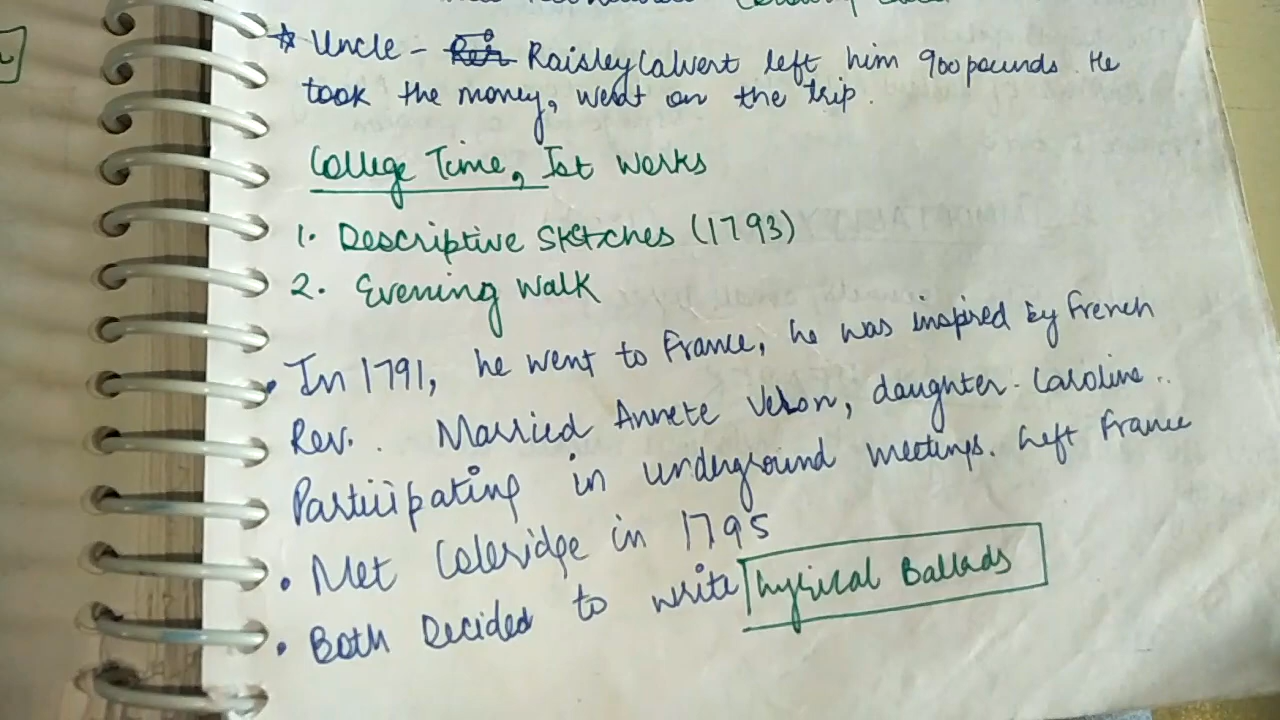 * Uncle - Raisley Calvert left him 900 pounds. He
took the money, went on the trip.
College Time, Ist Works
1. Descriptive Sketches (1793)
2. Evening Walk
• In 1791, he went to France, he was inspired by French
Rev. Married Annete Velon, daughter - Caroline..
Participating in underground meetings. Left France
• Met Coleridge in 1795
• Both Decided to write Lyrical Ballads